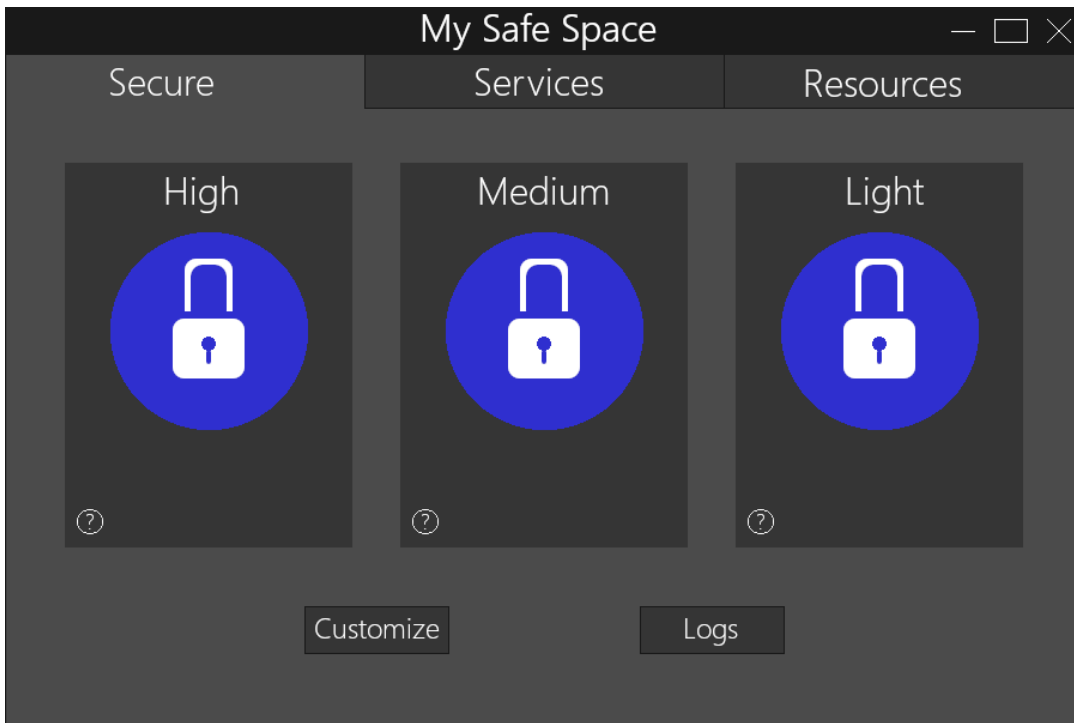 My Safe Space
Secure Services Resources
High Medium Light
? ? ?
Customize Logs